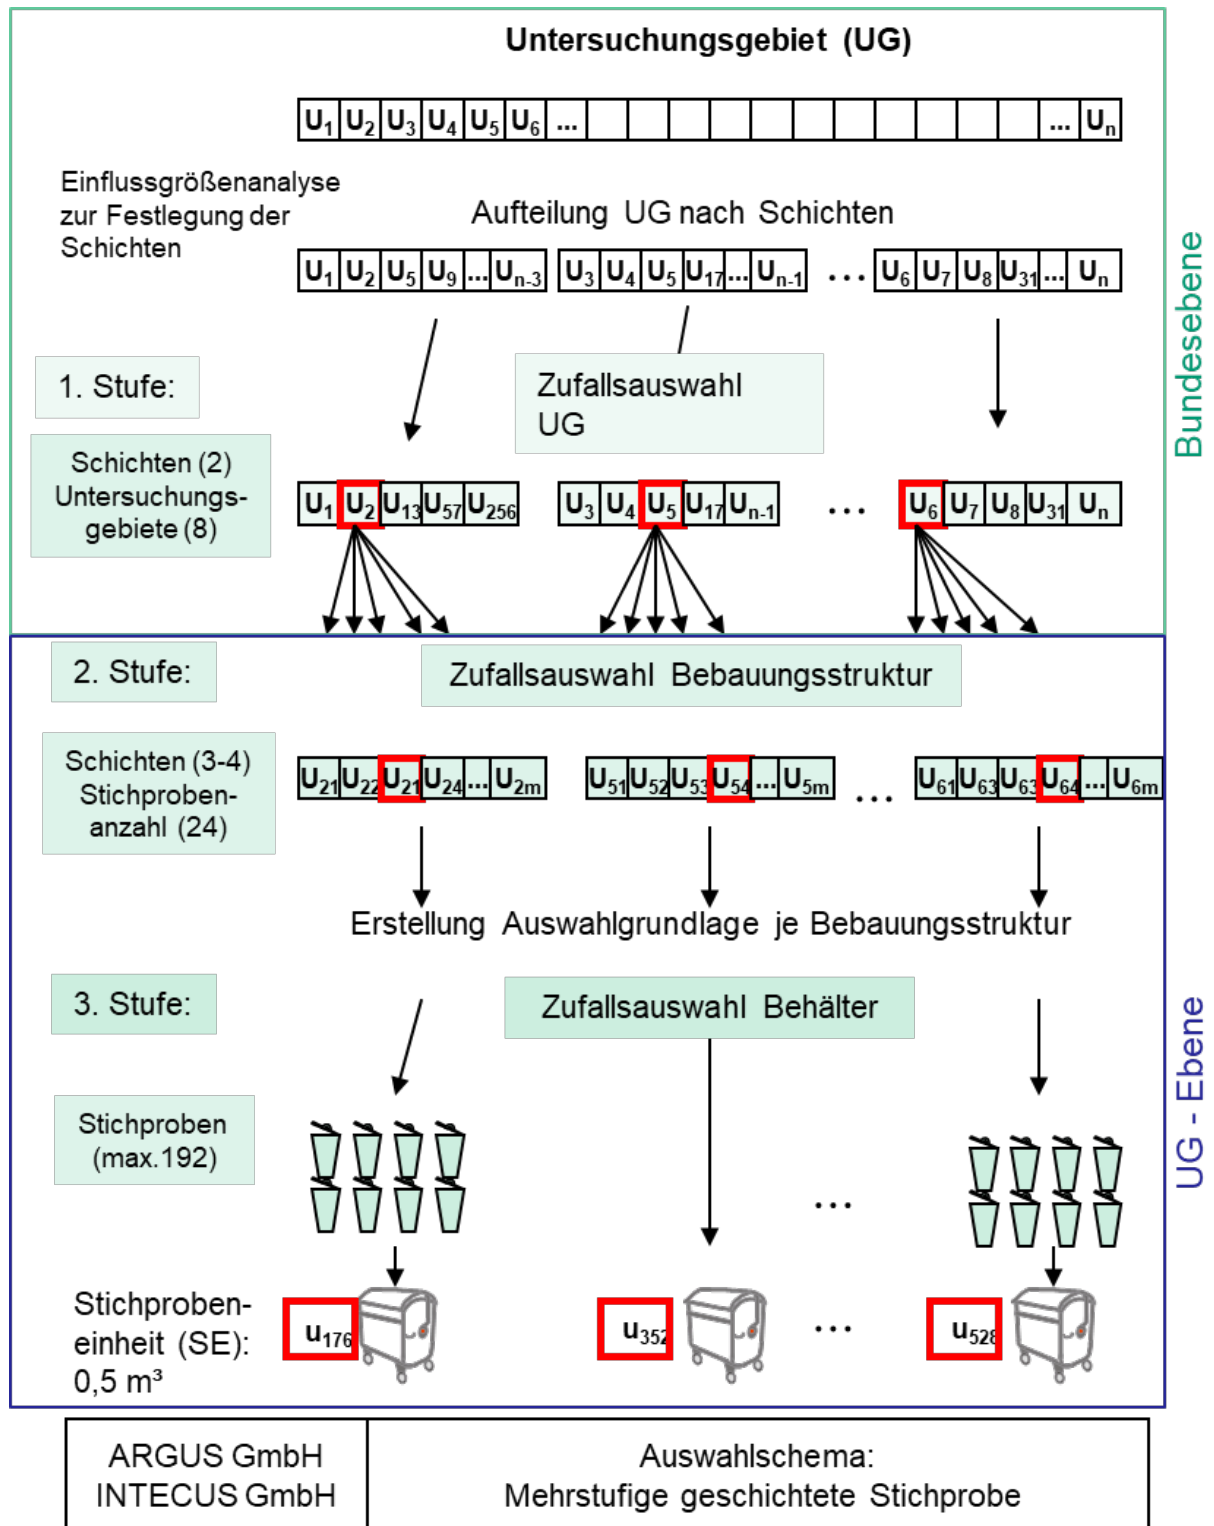 Untersuchungsgebiet (UG)
U1 U2 U3 U4 U5 U6 ... ... Un
Einflussgrößenanalyse
zur Festlegung der
Schichten
Aufteilung UG nach Schichten
U1 U2 U5 U9 ... Un-3 U3 U4 U5 U17 ... Un-1 ... U6 U7 U8 U31 ... Un
Bundesebene
1. Stufe:
Zufallsauswahl
UG
Schichten (2)
Untersuchungs-
gebiete (8)
U1 U2 U13 U57 U256 U3 U4 U5 U17 Un-1 ... U6 U7 U8 U31 Un
2. Stufe:
Zufallsauswahl Bebauungsstruktur
Schichten (3-4)
Stichproben-
anzahl (24)
U21 U22 U21 U24 ... U2m U51 U52 U53 U54 ... U5m ... U61 U63 U63 U64 ... U6m
Erstellung Auswahlgrundlage je Bebauungsstruktur
3. Stufe:
Zufallsauswahl Behälter
UG - Ebene
Stichproben
(max.192)
...
Stichproben-
einheit (SE):
0,5 m³
u176 u352 ... u528
ARGUS GmbH
INTECUS GmbH
Auswahlschema:
Mehrstufige geschichtete Stichprobe